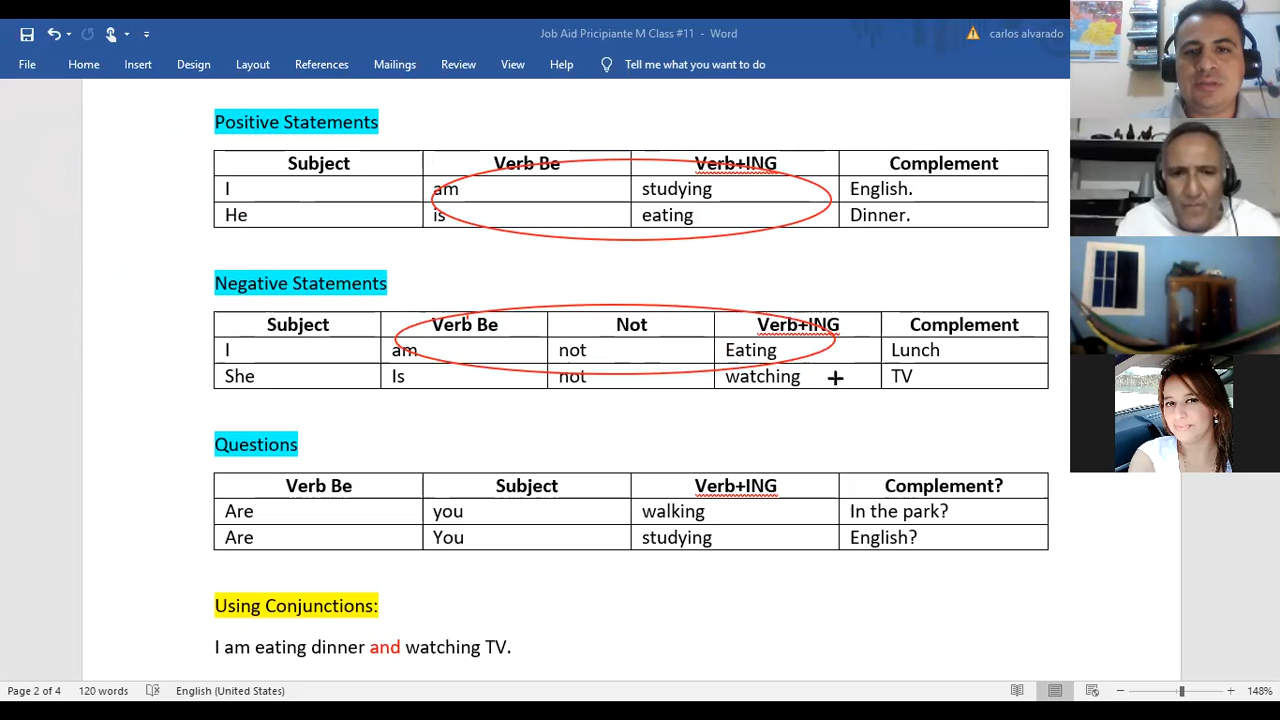 Job Aid Pricipiante M Class #11 - Word
carlos alvarado
File Home Insert Design Layout References Mailings Review View Help Tell me what you want to do
Positive Statements
Subject Verb Be Verb+ING Complement
I am studying English.
He is eating Dinner.
Negative Statements
Subject Verb Be Not Verb+ING Complement
I am not Eating Lunch
She Is not watching TV
Questions
Verb Be Subject Verb+ING Complement?
Are you walking In the park?
Are You studying English?
Using Conjunctions:
I am eating dinner and watching TV.
Page 2 of 4 120 words English (United States) 148%